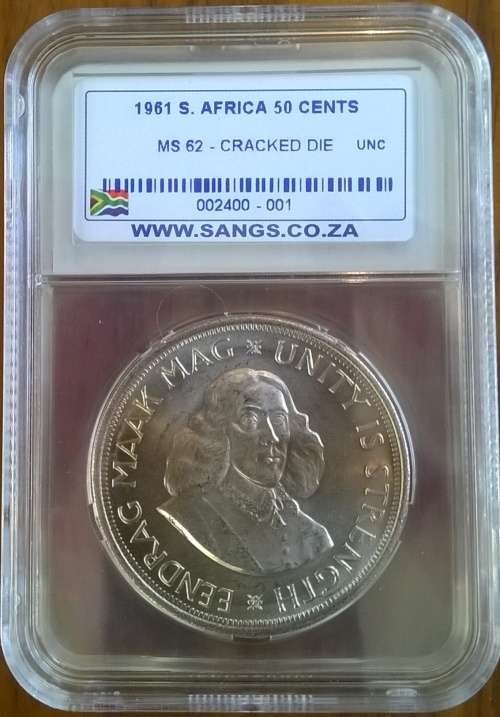 1961 S. AFRICA 50 CENTS
MS 62 - CRACKED DIE UNC
002400 - 001
WWW.SANGS.CO.ZA
EENDRAG MAAK MAG
UNITY IS STRENGTH